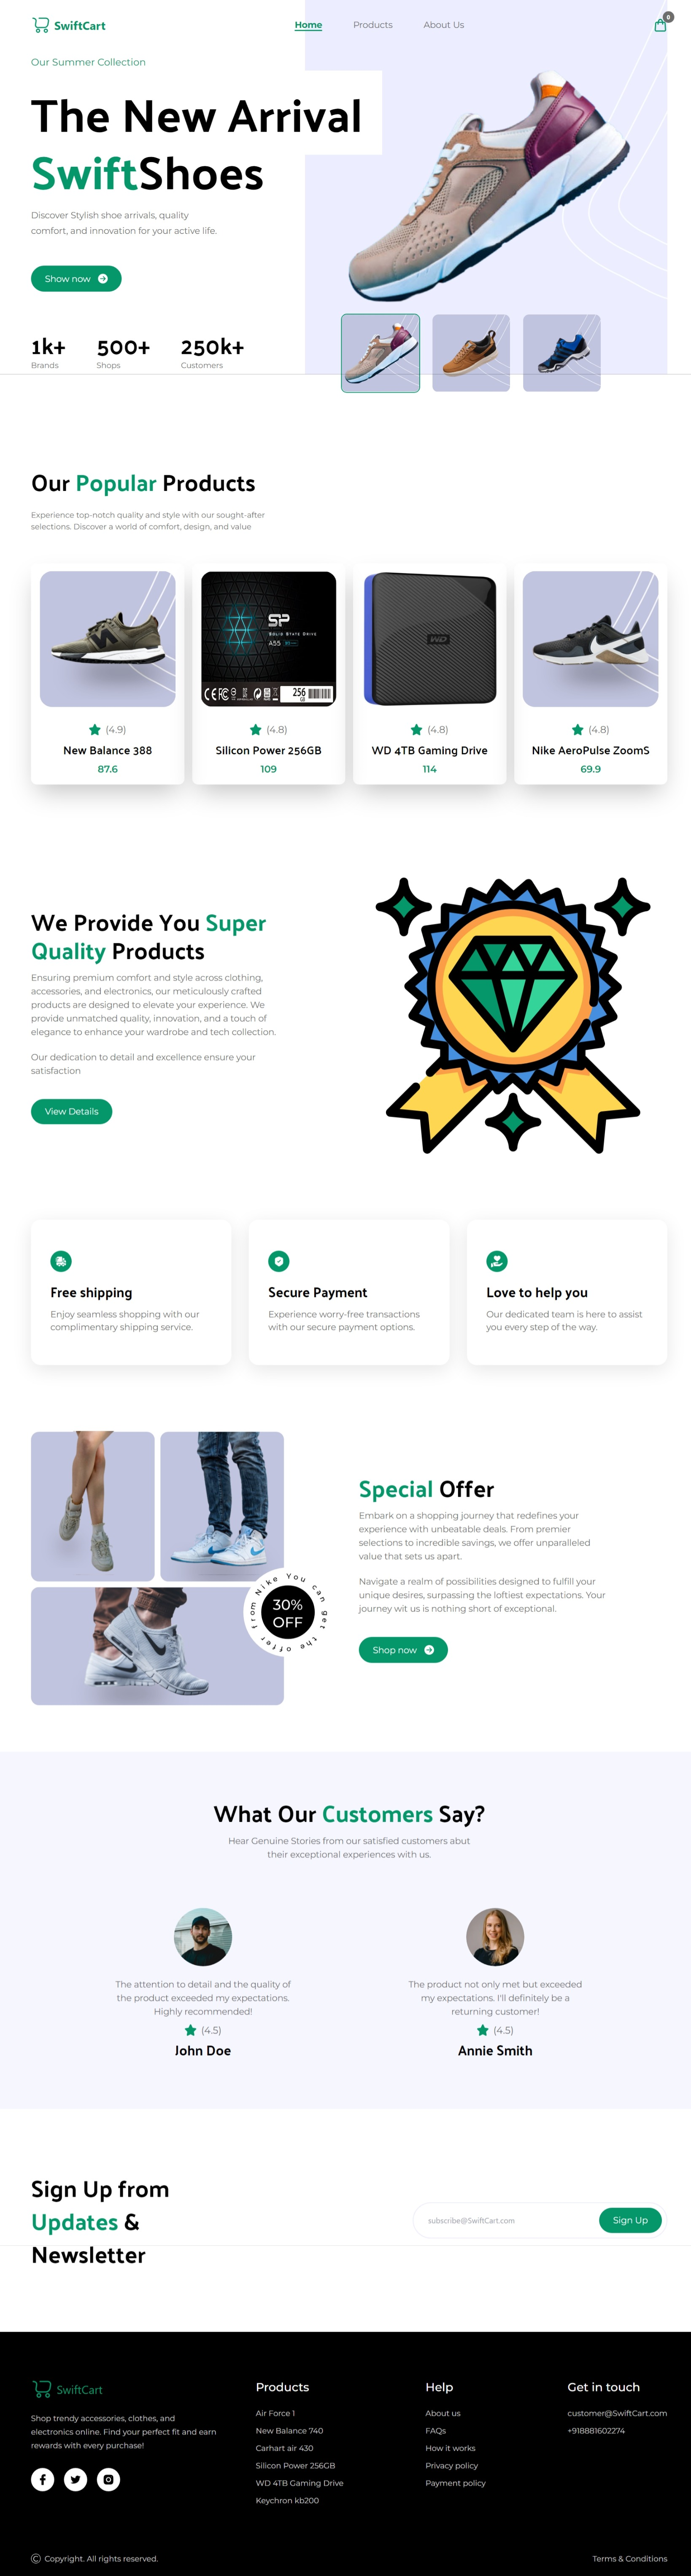 SwiftCart
Home Products About Us
0
Our Summer Collection
The New Arrival
SwiftShoes
Discover Stylish shoe arrivals, quality
comfort, and innovation for your active life.
Show now
1k+ 500+ 250k+
Brands Shops Customers
Our Popular Products
Experience top-notch quality and style with our sought-after
selections. Discover a world of comfort, design, and value
SP
Solid State Drive
A55
256
GB
WD
(4.9)
New Balance 388
87.6
(4.8)
Silicon Power 256GB
109
(4.8)
WD 4TB Gaming Drive
114
(4.8)
Nike AeroPulse ZoomS
69.9
We Provide You Super
Quality Products
Ensuring premium comfort and style across clothing,
accessories, and electronics, our meticulously crafted
products are designed to elevate your experience. We
provide unmatched quality, innovation, and a touch of
elegance to enhance your wardrobe and tech collection.
Our dedication to detail and excellence ensure your
satisfaction
View Details
Free shipping
Enjoy seamless shopping with our
complimentary shipping service.
Secure Payment
Experience worry-free transactions
with our secure payment options.
Love to help you
Our dedicated team is here to assist
you every step of the way.
You can get the offer from Nike
30%
OFF
Special Offer
Embark on a shopping journey that redefines your
experience with unbeatable deals. From premier
selections to incredible savings, we offer unparalleled
value that sets us apart.
Navigate a realm of possibilities designed to fulfill your
unique desires, surpassing the loftiest expectations. Your
journey wit us is nothing short of exceptional.
Shop now
What Our Customers Say?
Hear Genuine Stories from our satisfied customers abut
their exceptional experiences with us.
The attention to detail and the quality of
the product exceeded my expectations.
Highly recommended!
(4.5)
John Doe
The product not only met but exceeded
my expectations. I'll definitely be a
returning customer!
(4.5)
Annie Smith
Sign Up from
Updates &
Newsletter
subscribe@SwiftCart.com
Sign Up
SwiftCart
Shop trendy accessories, clothes, and
electronics online. Find your perfect fit and earn
rewards with every purchase!
Products
Air Force 1
New Balance 740
Carhart air 430
Silicon Power 256GB
WD 4TB Gaming Drive
Keychron kb200
Help
About us
FAQs
How it works
Privacy policy
Payment policy
Get in touch
customer@SwiftCart.com
+918881602274
© Copyright. All rights reserved.
Terms & Conditions